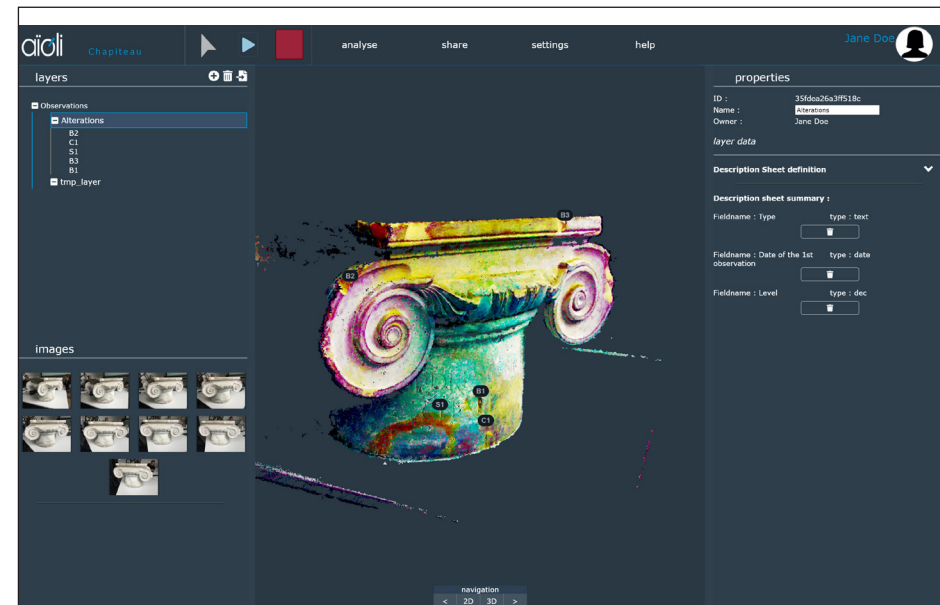 aïoli
Chapiteau
analyse
share
settings
help
Jane Doe
layers
Observations
Alterations
B2
C1
S1
B3
B1
tmp_layer
images
B3
B2
B1
S1
C1
navigation
< 2D 3D >
properties
ID : 35fdoa26a3ff518c
Name : Alterations
Owner : Jane Doe
layer data
Description Sheet definition
Description sheet summary :
Fieldname : Type type : text
Fieldname : Date of the 1st type : date
observation
Fieldname : Level type : dec